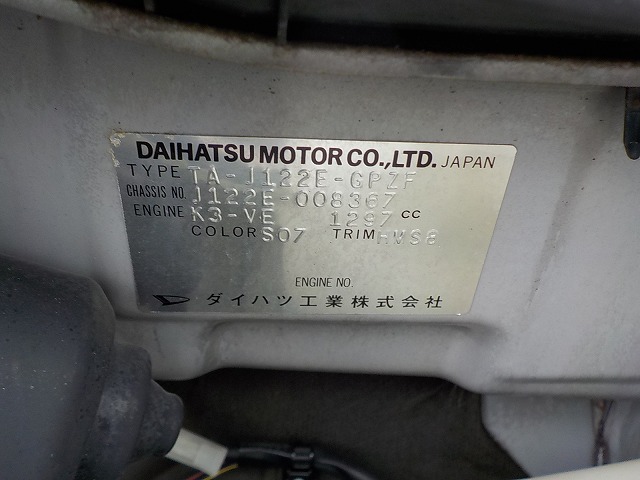 DAIHATSU MOTOR CO.,LTD. JAPAN
TYPE TA-J122E-GPZF
CHASSIS NO. J122E-008367
ENGINE K3-VE 1297 CC
COLOR S07 TRIM HVS8
ENGINE NO.
ダイハツ工業株式会社